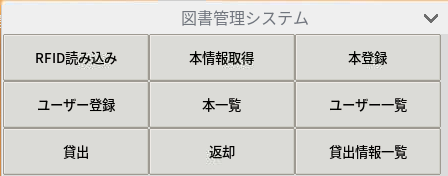 図書管理システム
RFID読み込み 本情報取得 本登録
ユーザー登録 本一覧 ユーザー一覧
貸出 返却 貸出情報一覧